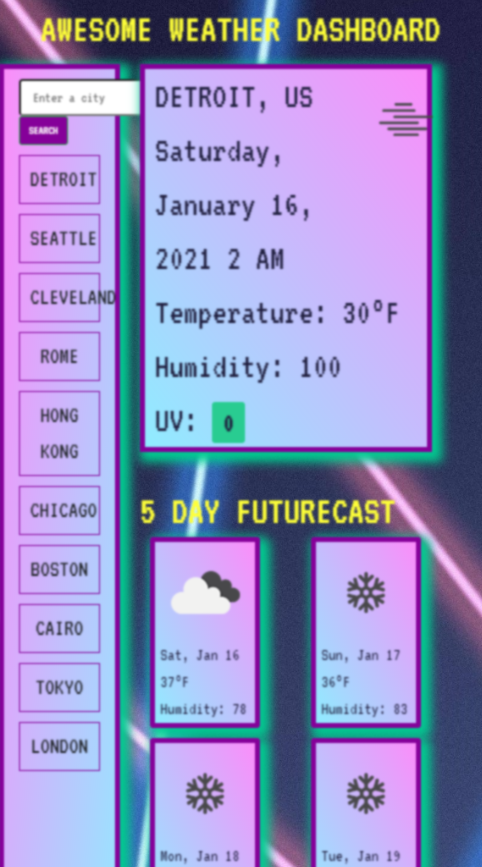 AWESOME WEATHER DASHBOARD
Enter a city
SEARCH
DETROIT
SEATTLE
CLEVELAND
ROME
HONG
KONG
CHICAGO
BOSTON
CAIRO
TOKYO
LONDON
DETROIT, US
Saturday,
January 16,
2021 2 AM
Temperature: 30°F
Humidity: 100
UV: 0
5 DAY FUTURECAST
Sat, Jan 16
37°F
Humidity: 78
Sun, Jan 17
36°F
Humidity: 83
Mon, Jan 18
Tue, Jan 19